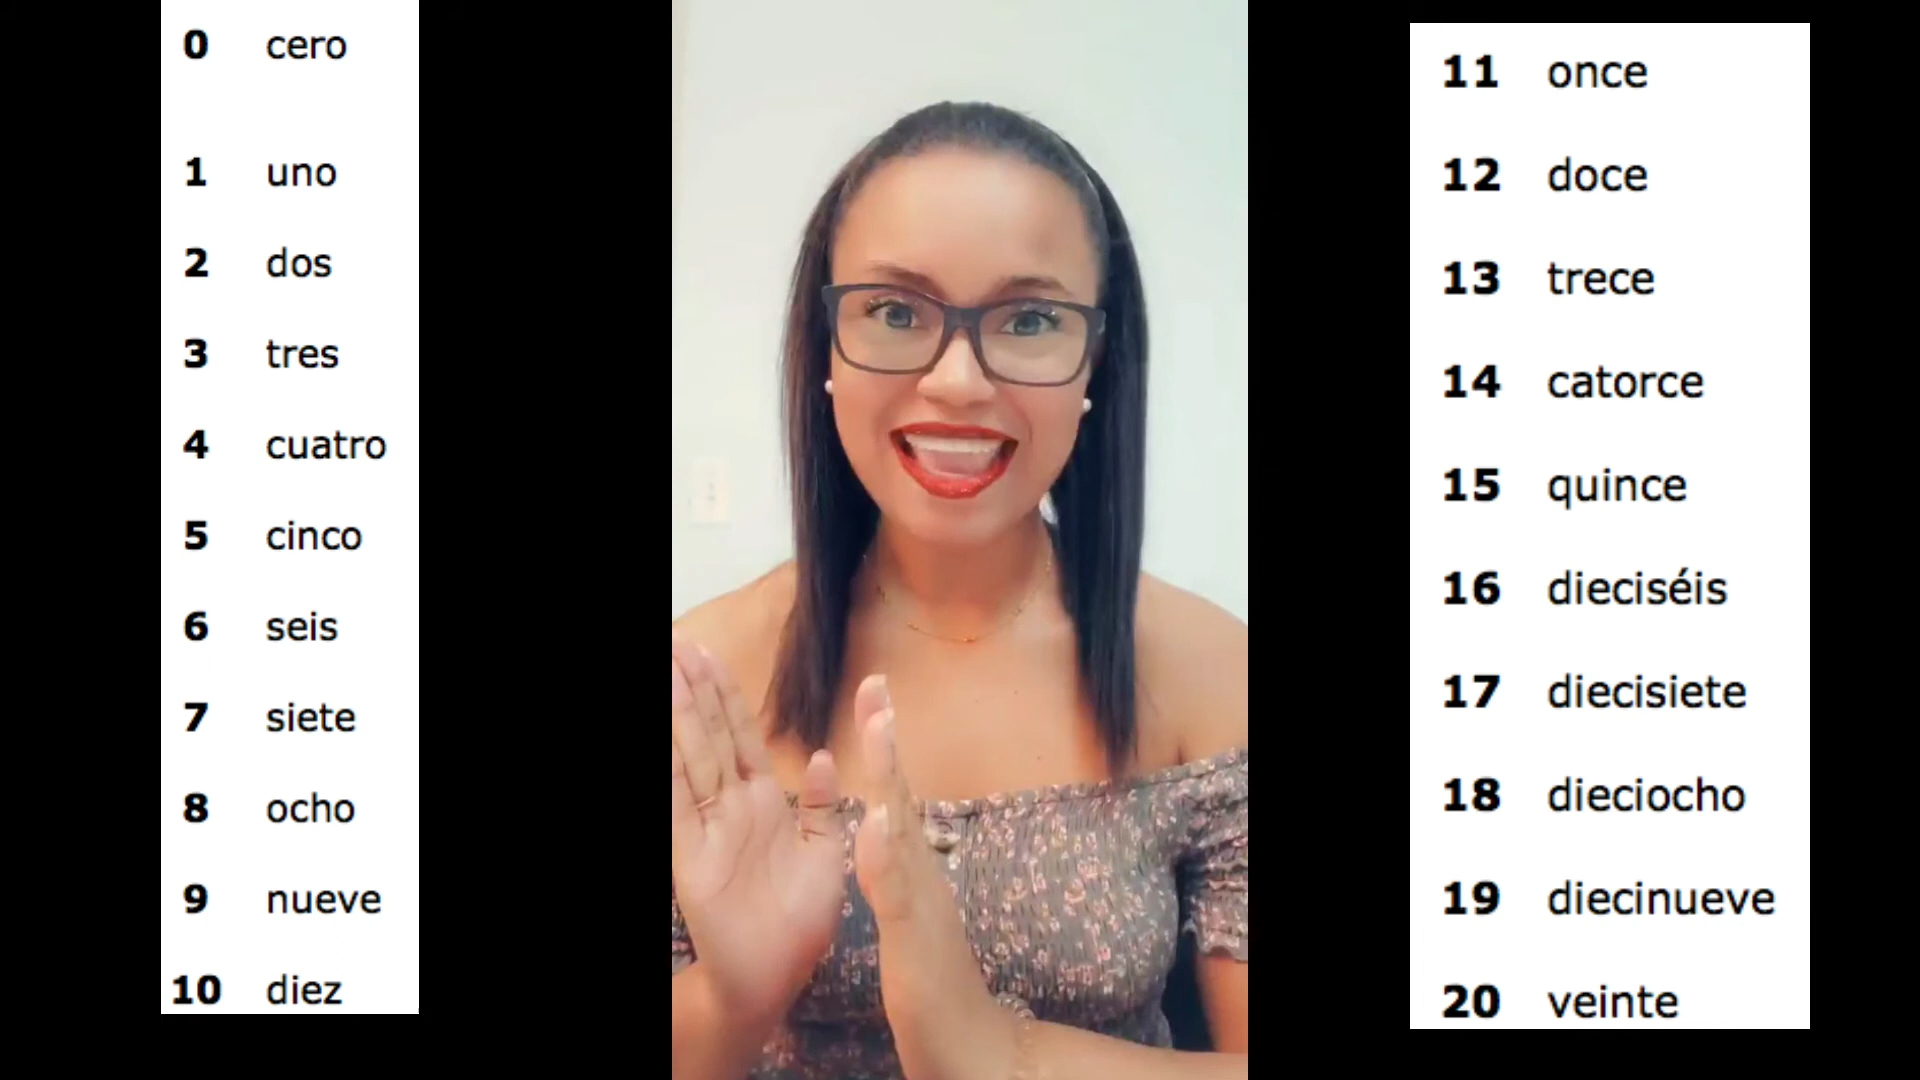 0 cero
1 uno
2 dos
3 tres
4 cuatro
5 cinco
6 seis
7 siete
8 ocho
9 nueve
10 diez
11 once
12 doce
13 trece
14 catorce
15 quince
16 dieciséis
17 diecisiete
18 dieciocho
19 diecinueve
20 veinte